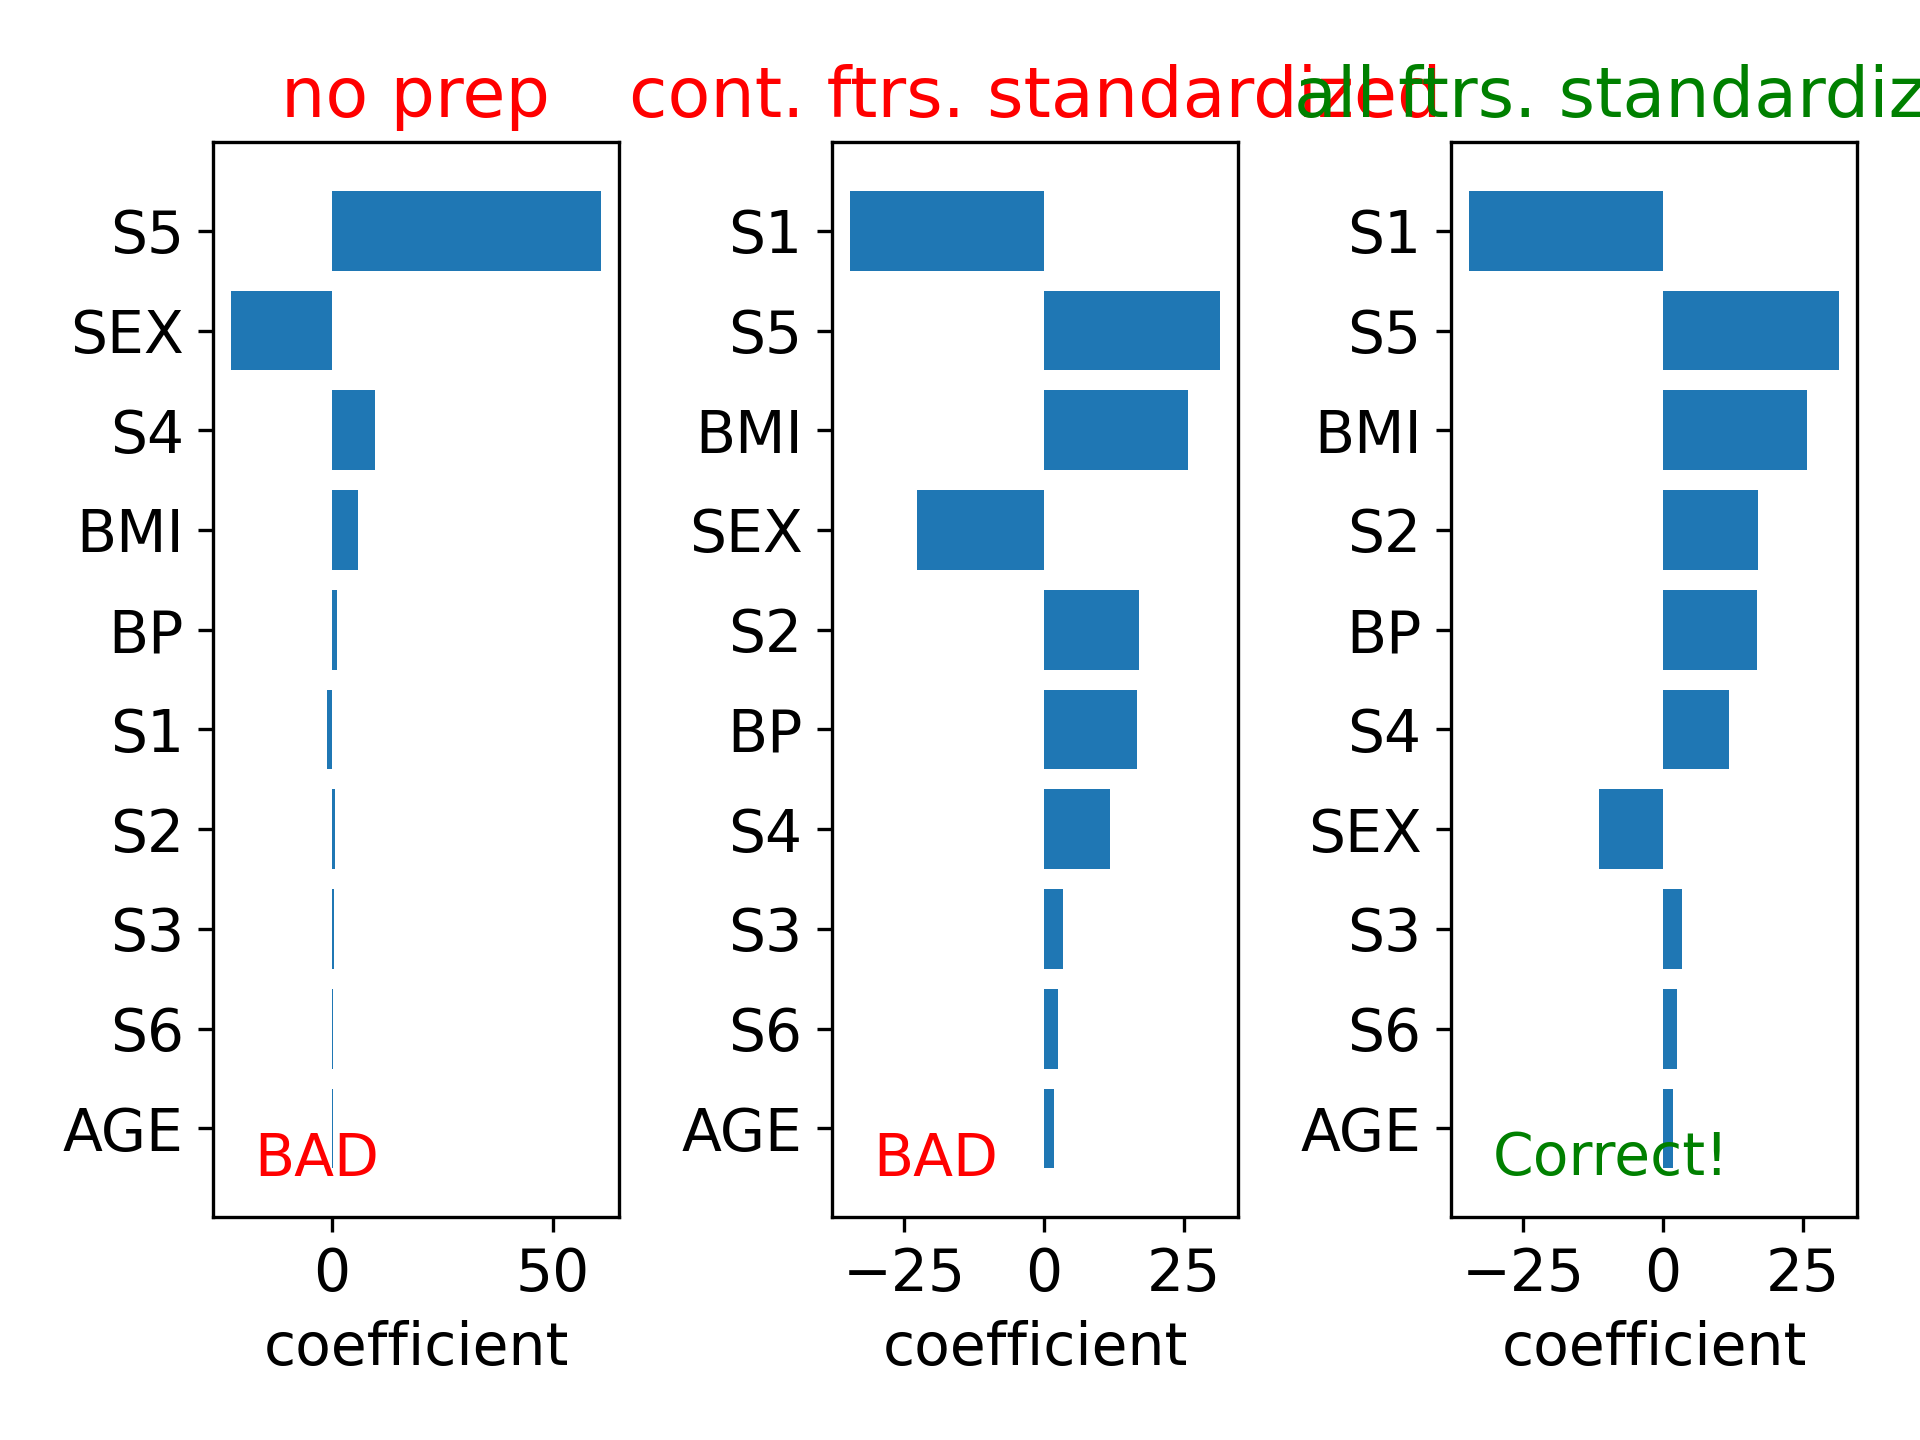 no prep
cont. ftrs. standardized
all ftrs. standardiz
S5
SEX
S4
BMI
BP
S1
S2
S3
S6
AGE
BAD
0 50
coefficient
S1
S5
BMI
SEX
S2
BP
S4
S3
S6
AGE
BAD
−25 0 25
coefficient
S1
S5
BMI
S2
BP
S4
SEX
S3
S6
AGE
Correct!
−25 0 25
coefficient